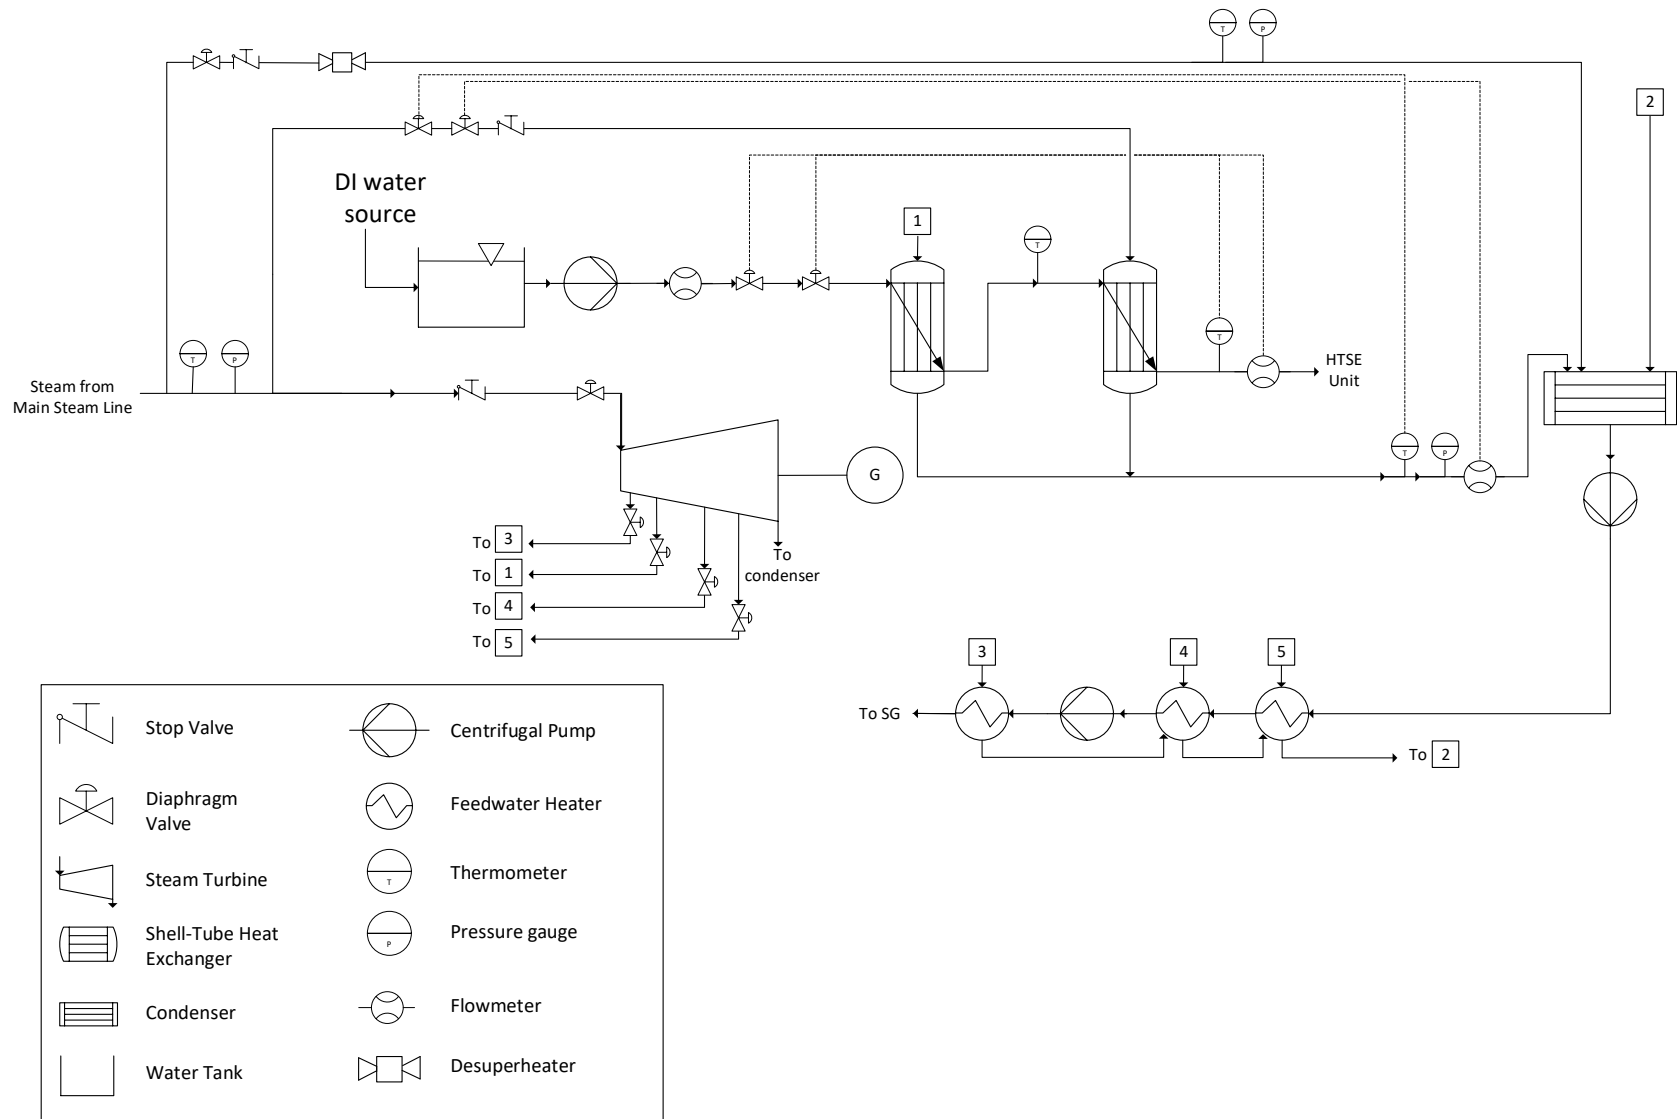 T
P
2
DI water
source
1
T
T
T
P
Steam from
Main Steam Line
HTSE
Unit
T
P
G
To 3
To 1
To
condenser
To 4
To 5
3
4
5
To SG
To 2
Stop Valve
Centrifugal Pump
Diaphragm
Valve
Feedwater Heater
Steam Turbine
T
Thermometer
Shell-Tube Heat
Exchanger
P
Pressure gauge
Condenser
Flowmeter
Water Tank
Desuperheater